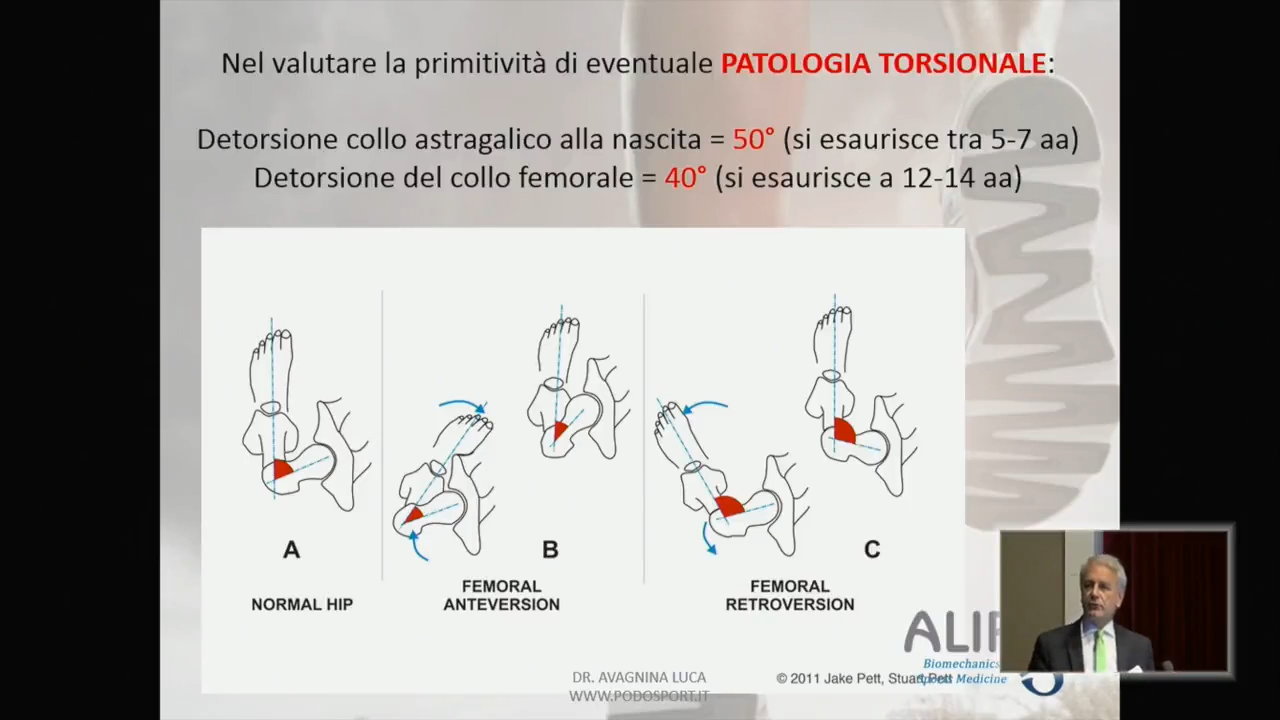 Nel valutare la primitività di eventuale PATOLOGIA TORSIONALE:
Detorsione collo astragalico alla nascita = 50° (si esaurisce tra 5-7 aa)
Detorsione del collo femorale = 40° (si esaurisce a 12-14 aa)
A
B
C
NORMAL HIP
FEMORAL
ANTEVERSION
FEMORAL
RETROVERSION
Biomechanics
Medicine
DR. AVAGNINA LUCA
WWW.PODOSPORT.IT
© 2011 Jake Pett, Stuart Pett